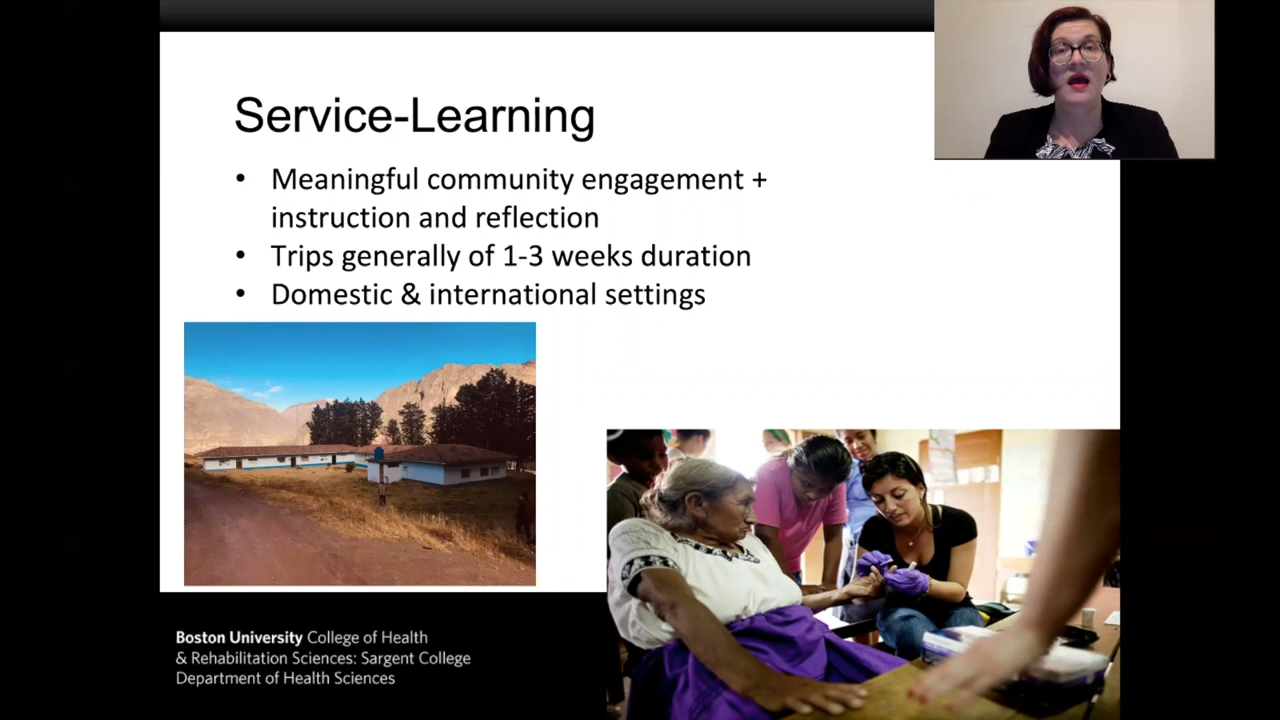 Service-Learning
• Meaningful community engagement +
instruction and reflection
• Trips generally of 1-3 weeks duration
• Domestic & international settings
Boston University College of Health
& Rehabilitation Sciences: Sargent College
Department of Health Sciences